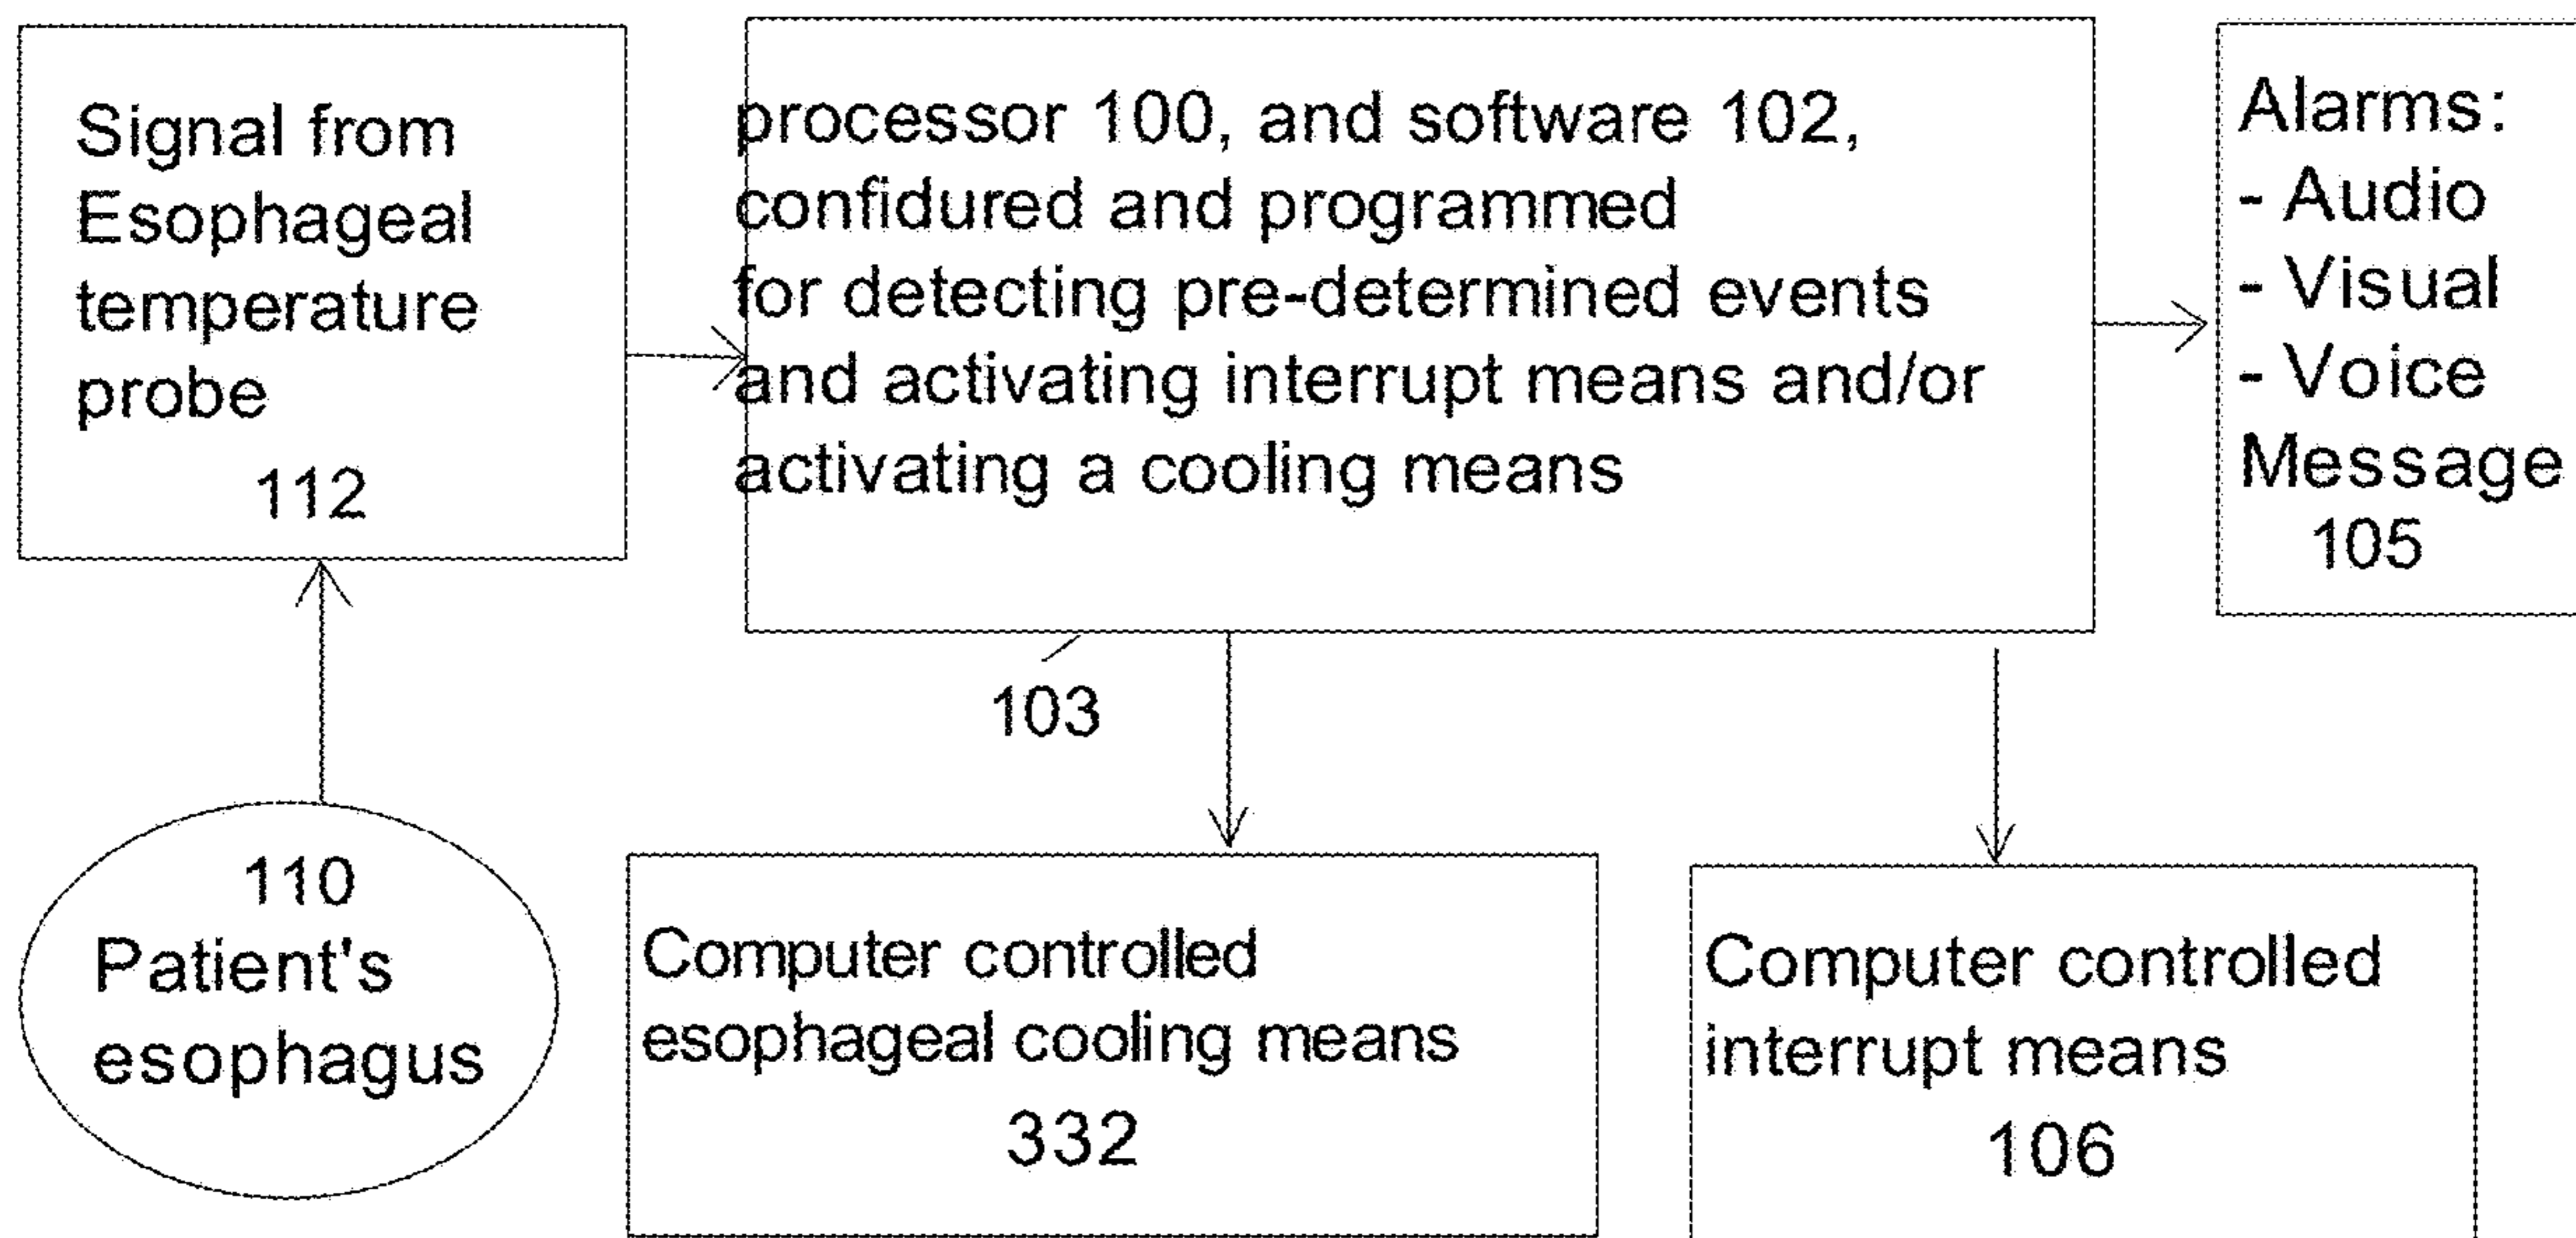 Signal from
Esophageal
temperature
probe
112
processor 100, and software 102,
confidured and programmed
for detecting pre-determined events
and activating interrupt means and/or
activating a cooling means
Alarms:
- Audio
- Visual
- Voice
Message
105
103
110
Patient's
esophagus
Computer controlled
esophageal cooling means
332
Computer controlled
interrupt means
106